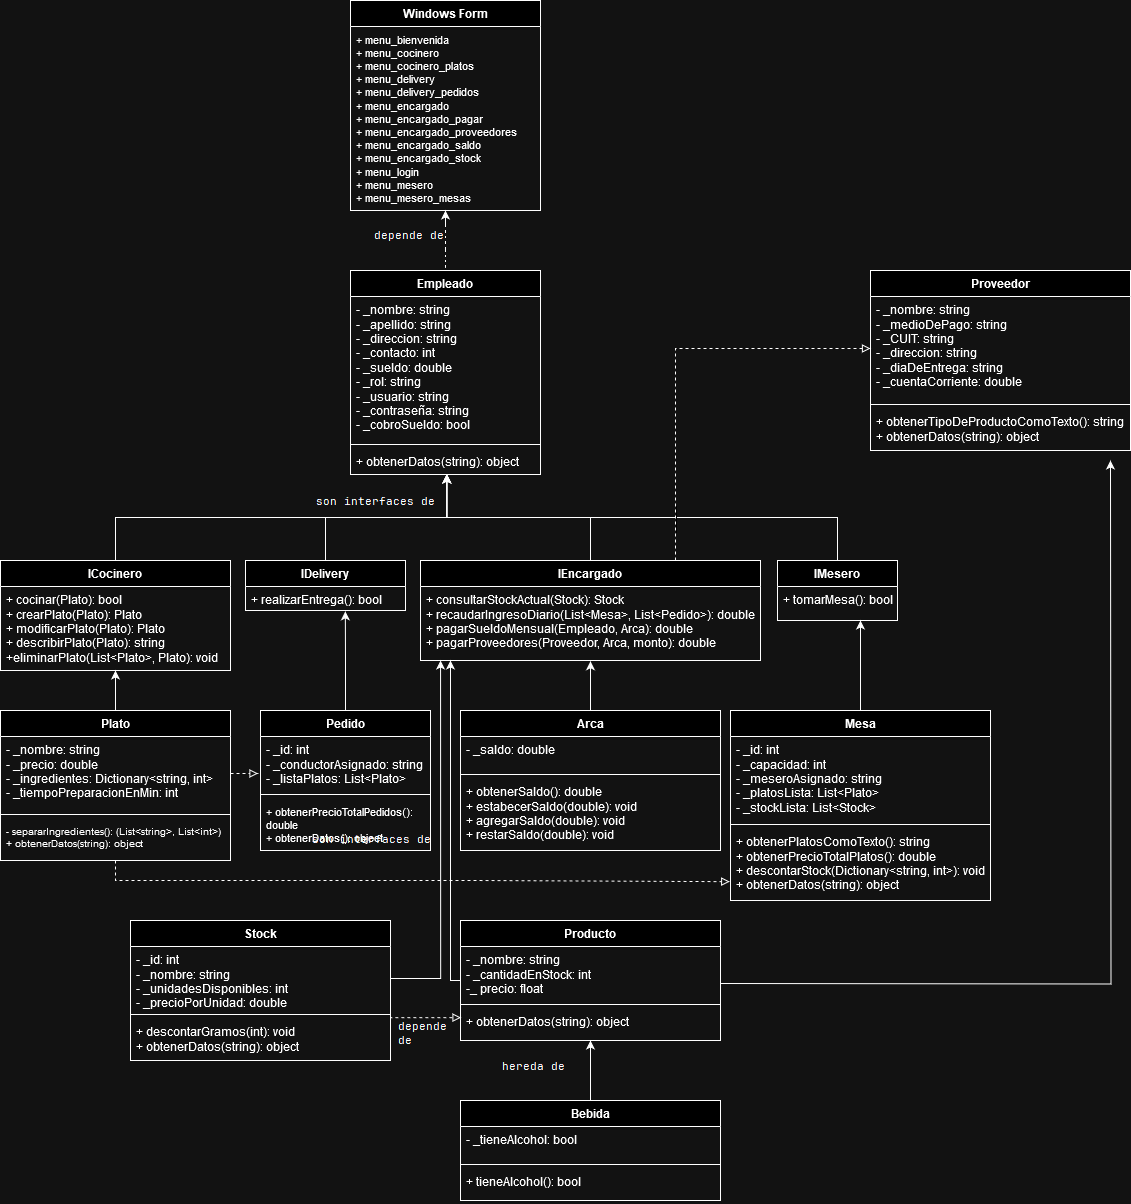 Windows Form
+ menu_bienvenida
+ menu_cocinero
+ menu_cocinero_platos
+ menu_delivery
+ menu_delivery_pedidos
+ menu_encargado
+ menu_encargado_pagar
+ menu_encargado_proveedores
+ menu_encargado_saldo
+ menu_encargado_stock
+ menu_login
+ menu_mesero
+ menu_mesero_mesas
depende de
Empleado
- _nombre: string
- _apellido: string
- _direccion: string
- _contacto: int
- _sueldo: double
- _rol: string
- _usuario: string
- _contraseña: string
- _cobroSueldo: bool
+ obtenerDatos(string): object
Proveedor
- _nombre: string
- _medioDePago: string
- _CUIT: string
- _direccion: string
- _diaDeEntrega: string
- _cuentaCorriente: double
+ obtenerTipoDeProductoComoTexto(): string
+ obtenerDatos(string): object
son interfaces de
ICocinero
+ cocinar(Plato): bool
+ crearPlato(Plato): Plato
+ modificarPlato(Plato): Plato
+ describirPlato(Plato): string
+eliminarPlato(List<Plato>, Plato): void
IDelivery
+ realizarEntrega(): bool
IEncargado
+ consultarStockActual(Stock): Stock
+ recaudarIngresoDiario(List<Mesa>, List<Pedido>): double
+ pagarSueldoMensual(Empleado, Arca): double
+ pagarProveedores(Proveedor, Arca, monto): double
IMesero
+ tomarMesa(): bool
Plato
- _nombre: string
- _precio: double
- _ingredientes: Dictionary<string, int>
- _tiempoPreparacionEnMin: int
- separarIngredientes(): (List<string>, List<int>)
+ obtenerDatos(string): object
Pedido
- _id: int
- _conductorAsignado: string
- _listaPlatos: List<Plato>
+ obtenerPrecioTotalPedidos():
double
+ obtenerDatos(): object
son interfaces de
Arca
- _saldo: double
+ obtenerSaldo(): double
+ estabecerSaldo(double): void
+ agregarSaldo(double): void
+ restarSaldo(double): void
Mesa
- _id: int
- _capacidad: int
- _meseroAsignado: string
- _platosLista: List<Plato>
- _stockLista: List<Stock>
+ obtenerPlatosComoTexto(): string
+ obtenerPrecioTotalPlatos(): double
+ descontarStock(Dictionary<string, int>): void
+ obtenerDatos(string): object
Stock
- _id: int
- _nombre: string
- _unidadesDisponibles: int
- _precioPorUnidad: double
+ descontarGramos(int): void
+ obtenerDatos(string): object
depende
de
Producto
- _nombre: string
- _cantidadEnStock: int
-_ precio: float
+ obtenerDatos(string): object
hereda de
Bebida
- _tieneAlcohol: bool
+ tieneAlcohol(): bool